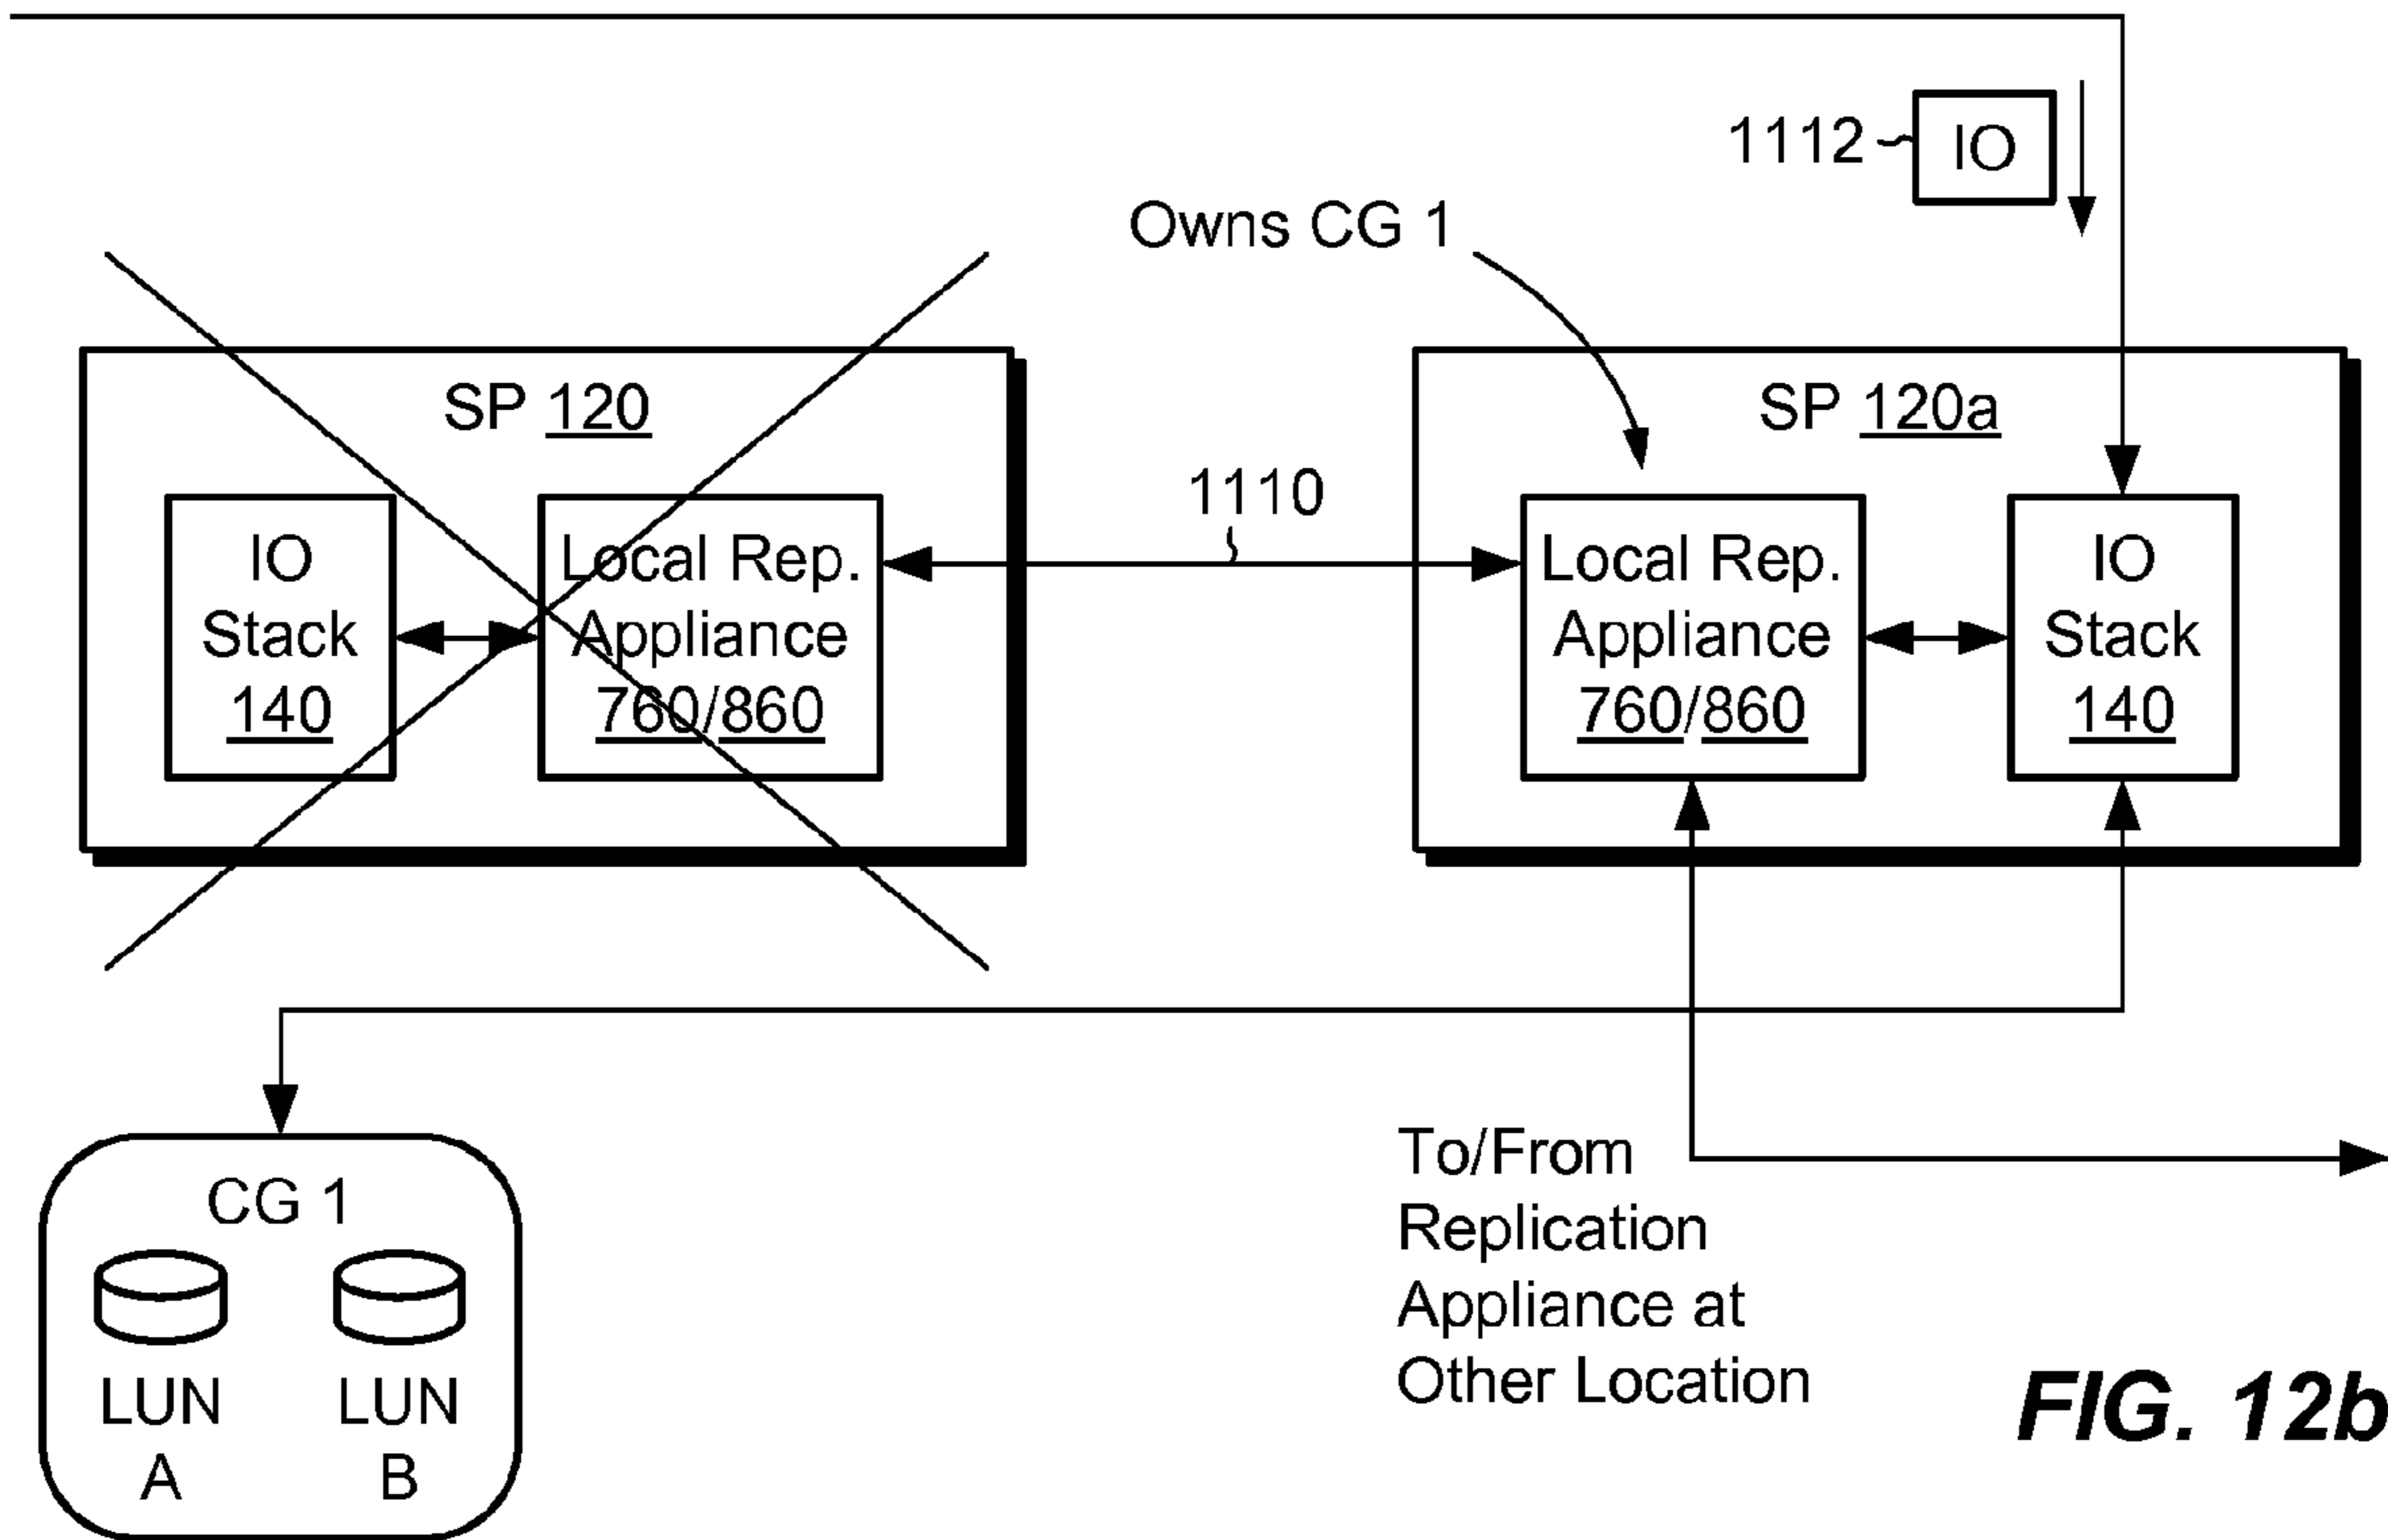 1112
IO
Owns CG 1
SP 120
SP 120a
1110
IO
Stack
140
Local Rep.
Appliance
760/860
Local Rep.
Appliance
760/860
IO
Stack
140
CG 1
LUN
A
LUN
B
To/From
Replication
Appliance at
Other Location
FIG. 12b